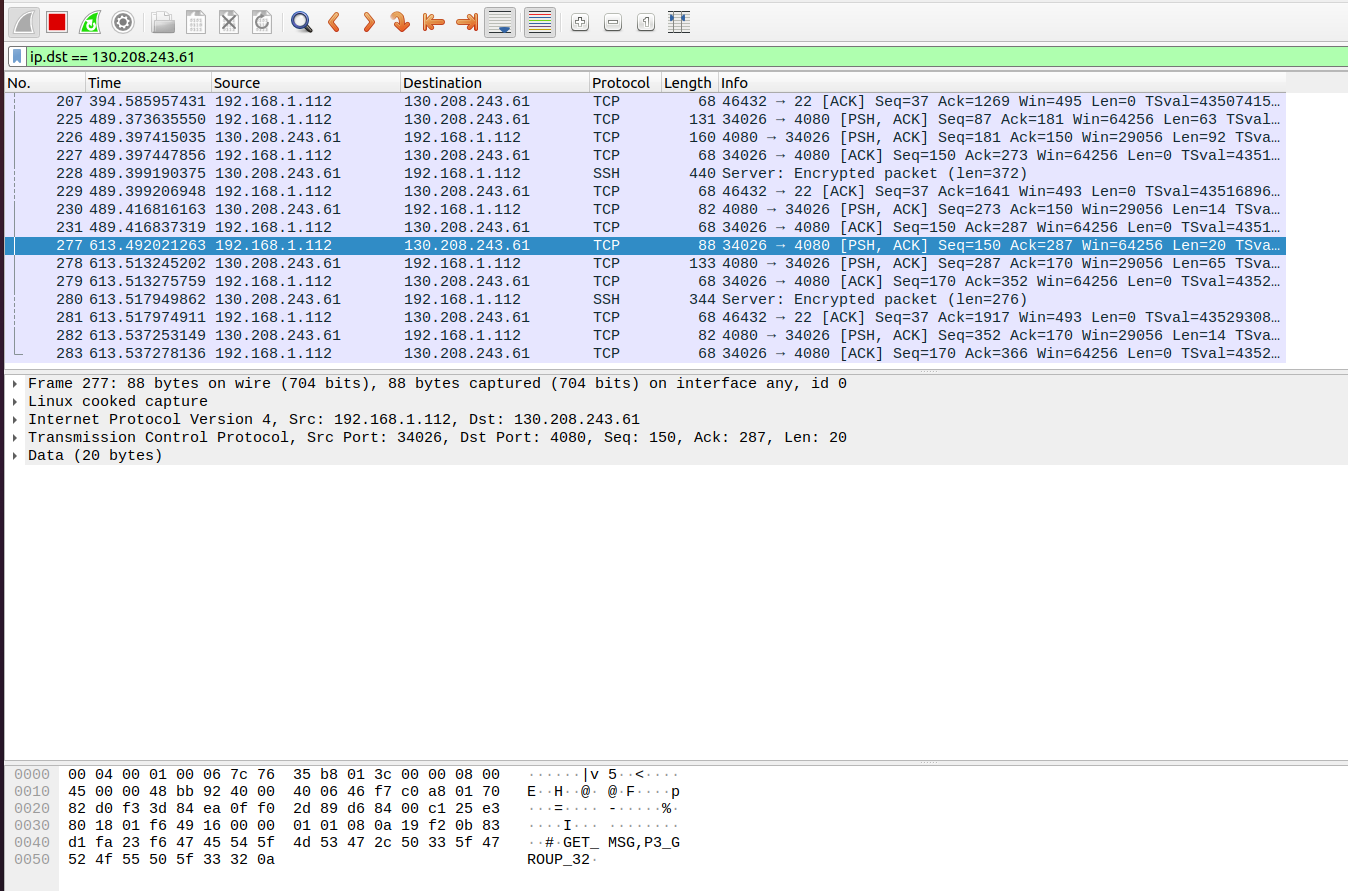 ip.dst == 130.208.243.61
No. Time Source Destination Protocol Length Info
207 394.585957431 192.168.1.112 130.208.243.61 TCP 68 46432 → 22 [ACK] Seq=37 Ack=1269 Win=495 Len=0 TSval=43507415…
225 489.373635550 192.168.1.112 130.208.243.61 TCP 131 34026 → 4080 [PSH, ACK] Seq=87 Ack=181 Win=64256 Len=63 TSval…
226 489.397415035 130.208.243.61 192.168.1.112 TCP 160 4080 → 34026 [PSH, ACK] Seq=181 Ack=150 Win=29056 Len=92 TSva…
227 489.397447856 192.168.1.112 130.208.243.61 TCP 68 34026 → 4080 [ACK] Seq=150 Ack=273 Win=64256 Len=0 TSval=4351…
228 489.399190375 130.208.243.61 192.168.1.112 SSH 440 Server: Encrypted packet (len=372)
229 489.399206948 192.168.1.112 130.208.243.61 TCP 68 46432 → 22 [ACK] Seq=37 Ack=1641 Win=493 Len=0 TSval=43516896…
230 489.416816163 130.208.243.61 192.168.1.112 TCP 82 4080 → 34026 [PSH, ACK] Seq=273 Ack=150 Win=29056 Len=14 TSva…
231 489.416837319 192.168.1.112 130.208.243.61 TCP 68 34026 → 4080 [ACK] Seq=150 Ack=287 Win=64256 Len=0 TSval=4351…
277 613.492021263 192.168.1.112 130.208.243.61 TCP 88 34026 → 4080 [PSH, ACK] Seq=150 Ack=287 Win=64256 Len=20 TSva…
278 613.513245202 130.208.243.61 192.168.1.112 TCP 133 4080 → 34026 [PSH, ACK] Seq=287 Ack=170 Win=29056 Len=65 TSva…
279 613.513275759 192.168.1.112 130.208.243.61 TCP 68 34026 → 4080 [ACK] Seq=170 Ack=352 Win=64256 Len=0 TSval=4352…
280 613.517949862 130.208.243.61 192.168.1.112 SSH 344 Server: Encrypted packet (len=276)
281 613.517974911 192.168.1.112 130.208.243.61 TCP 68 46432 → 22 [ACK] Seq=37 Ack=1917 Win=493 Len=0 TSval=43529308…
282 613.537253149 130.208.243.61 192.168.1.112 TCP 82 4080 → 34026 [PSH, ACK] Seq=352 Ack=170 Win=29056 Len=14 TSva…
283 613.537278136 192.168.1.112 130.208.243.61 TCP 68 34026 → 4080 [ACK] Seq=170 Ack=366 Win=64256 Len=0 TSval=4352…
Frame 277: 88 bytes on wire (704 bits), 88 bytes captured (704 bits) on interface any, id 0
Linux cooked capture
Internet Protocol Version 4, Src: 192.168.1.112, Dst: 130.208.243.61
Transmission Control Protocol, Src Port: 34026, Dst Port: 4080, Seq: 150, Ack: 287, Len: 20
Data (20 bytes)
0000 00 04 00 01 00 06 7c 76 35 b8 01 3c 00 00 08 00 ······|v 5··<····
0010 45 00 00 48 bb 92 40 00 40 06 46 f7 c0 a8 01 70 E··H··@· @·F····p
0020 82 d0 f3 3d 84 ea 0f f0 2d 89 d6 84 00 c1 25 e3 ···=···· -·····%·
0030 80 18 01 f6 49 16 00 00 01 01 08 0a 19 f2 0b 83 ····I··· ········
0040 d1 fa 23 f6 47 45 54 5f 4d 53 47 2c 50 33 5f 47 ··#·GET_ MSG,P3_G
0050 52 4f 55 50 5f 33 32 0a ROUP_32·